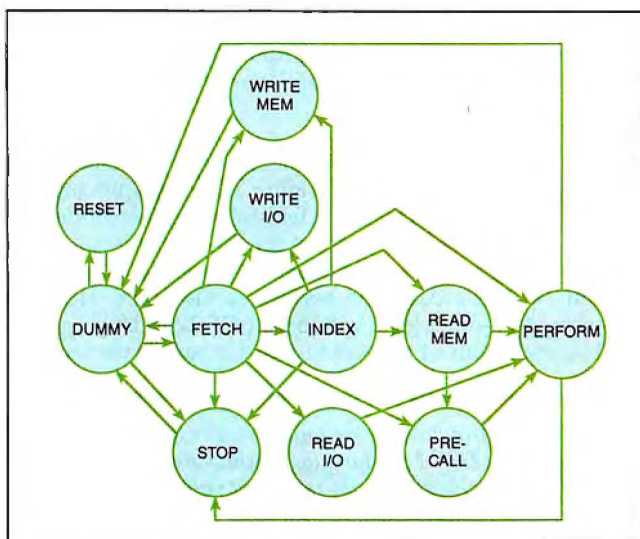 WRITE
MEM
RESET
WRITE
I/O
DUMMY
FETCH
INDEX
READ
MEM
PERFORM
STOP
READ
I/O
PRE-
CALL